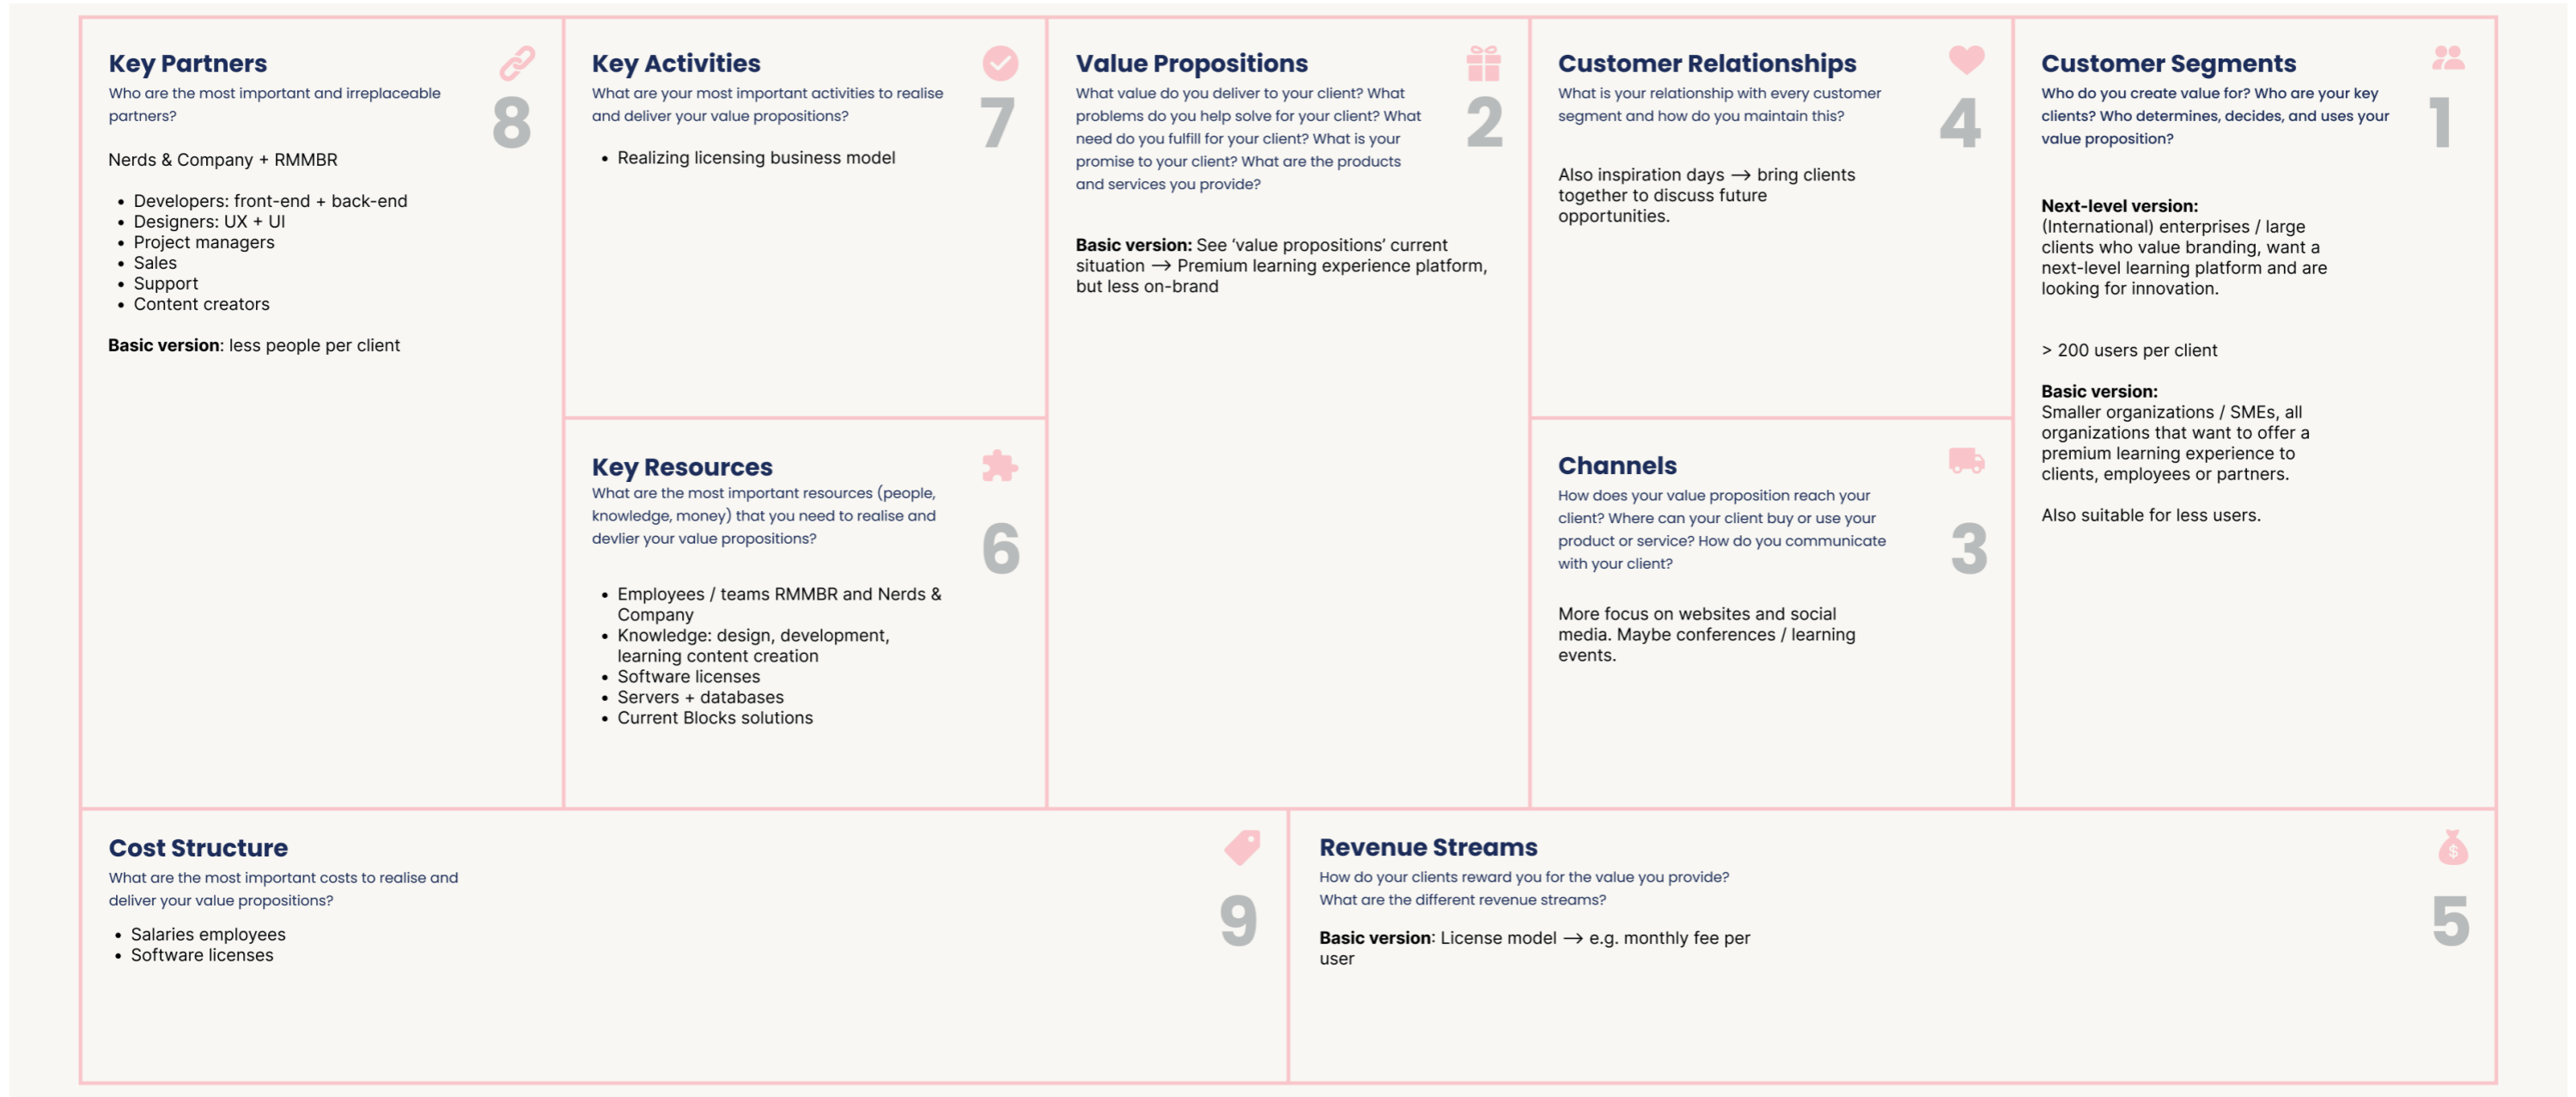 Key Partners
Who are the most important and irreplaceable
partners?
8
Nerds & Company + RMMBR
• Developers: front-end + back-end
• Designers: UX + UI
• Project managers
• Sales
• Support
• Content creators
Basic version: less people per client
Key Activities
What are your most important activities to realise
and deliver your value propositions?
7
• Realizing licensing business model
Key Resources
What are the most important resources (people,
knowledge, money) that you need to realise and
devlier your value propositions?
6
• Employees / teams RMMBR and Nerds &
Company
• Knowledge: design, development,
learning content creation
• Software licenses
• Servers + databases
• Current Blocks solutions
Value Propositions
What value do you deliver to your client? What
problems do you help solve for your client? What
need do you fulfill for your client? What is your
promise to your client? What are the products
and services you provide?
2
Basic version: See ‘value propositions’ current
situation → Premium learning experience platform,
but less on-brand
Customer Relationships
What is your relationship with every customer
segment and how do you maintain this?
4
Also inspiration days → bring clients
together to discuss future
opportunities.
Channels
How does your value proposition reach your
client? Where can your client buy or use your
product or service? How do you communicate
with your client?
3
More focus on websites and social
media. Maybe conferences / learning
events.
Customer Segments
Who do you create value for? Who are your key
clients? Who determines, decides, and uses your
value proposition?
1
Next-level version:
(International) enterprises / large
clients who value branding, want a
next-level learning platform and are
looking for innovation.
> 200 users per client
Basic version:
Smaller organizations / SMEs, all
organizations that want to offer a
premium learning experience to
clients, employees or partners.
Also suitable for less users.
Cost Structure
What are the most important costs to realise and
deliver your value propositions?
9
• Salaries employees
• Software licenses
Revenue Streams
How do your clients reward you for the value you provide?
What are the different revenue streams?
5
Basic version: License model → e.g. monthly fee per
user
$